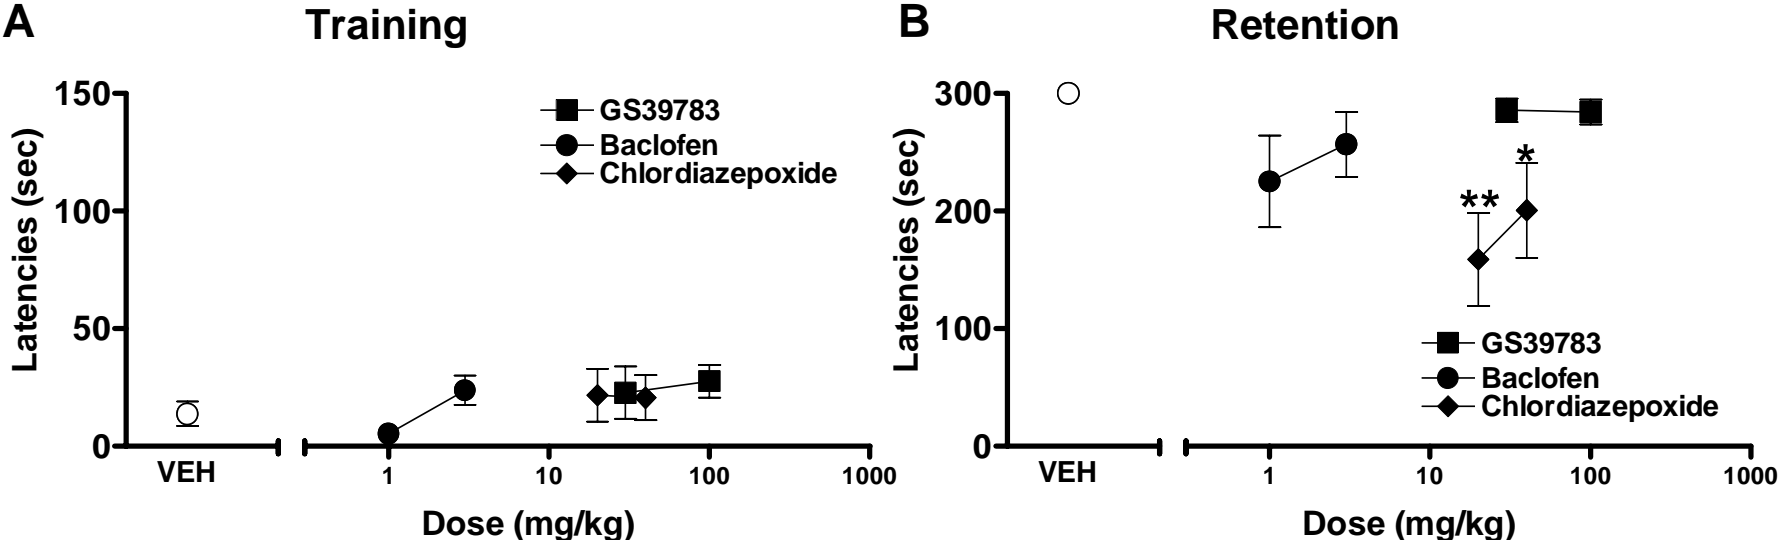 A
Training
150
100
50
0
Latencies (sec)
GS39783
Baclofen
Chlordiazepoxide
VEH
1
10
100
1000
Dose (mg/kg)
B
Retention
300
200
100
0
Latencies (sec)
**
*
GS39783
Baclofen
Chlordiazepoxide
VEH
1
10
100
1000
Dose (mg/kg)